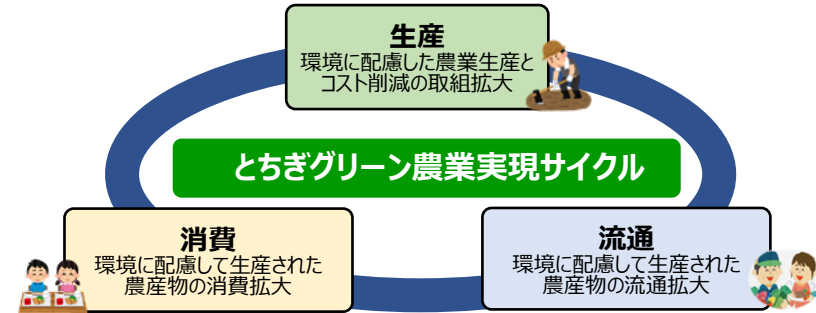 生産
環境に配慮した農業生産と
コスト削減の取組拡大
とちぎグリーン農業実現サイクル
消費
環境に配慮して生産された
農産物の消費拡大
流通
環境に配慮して生産された
農産物の流通拡大